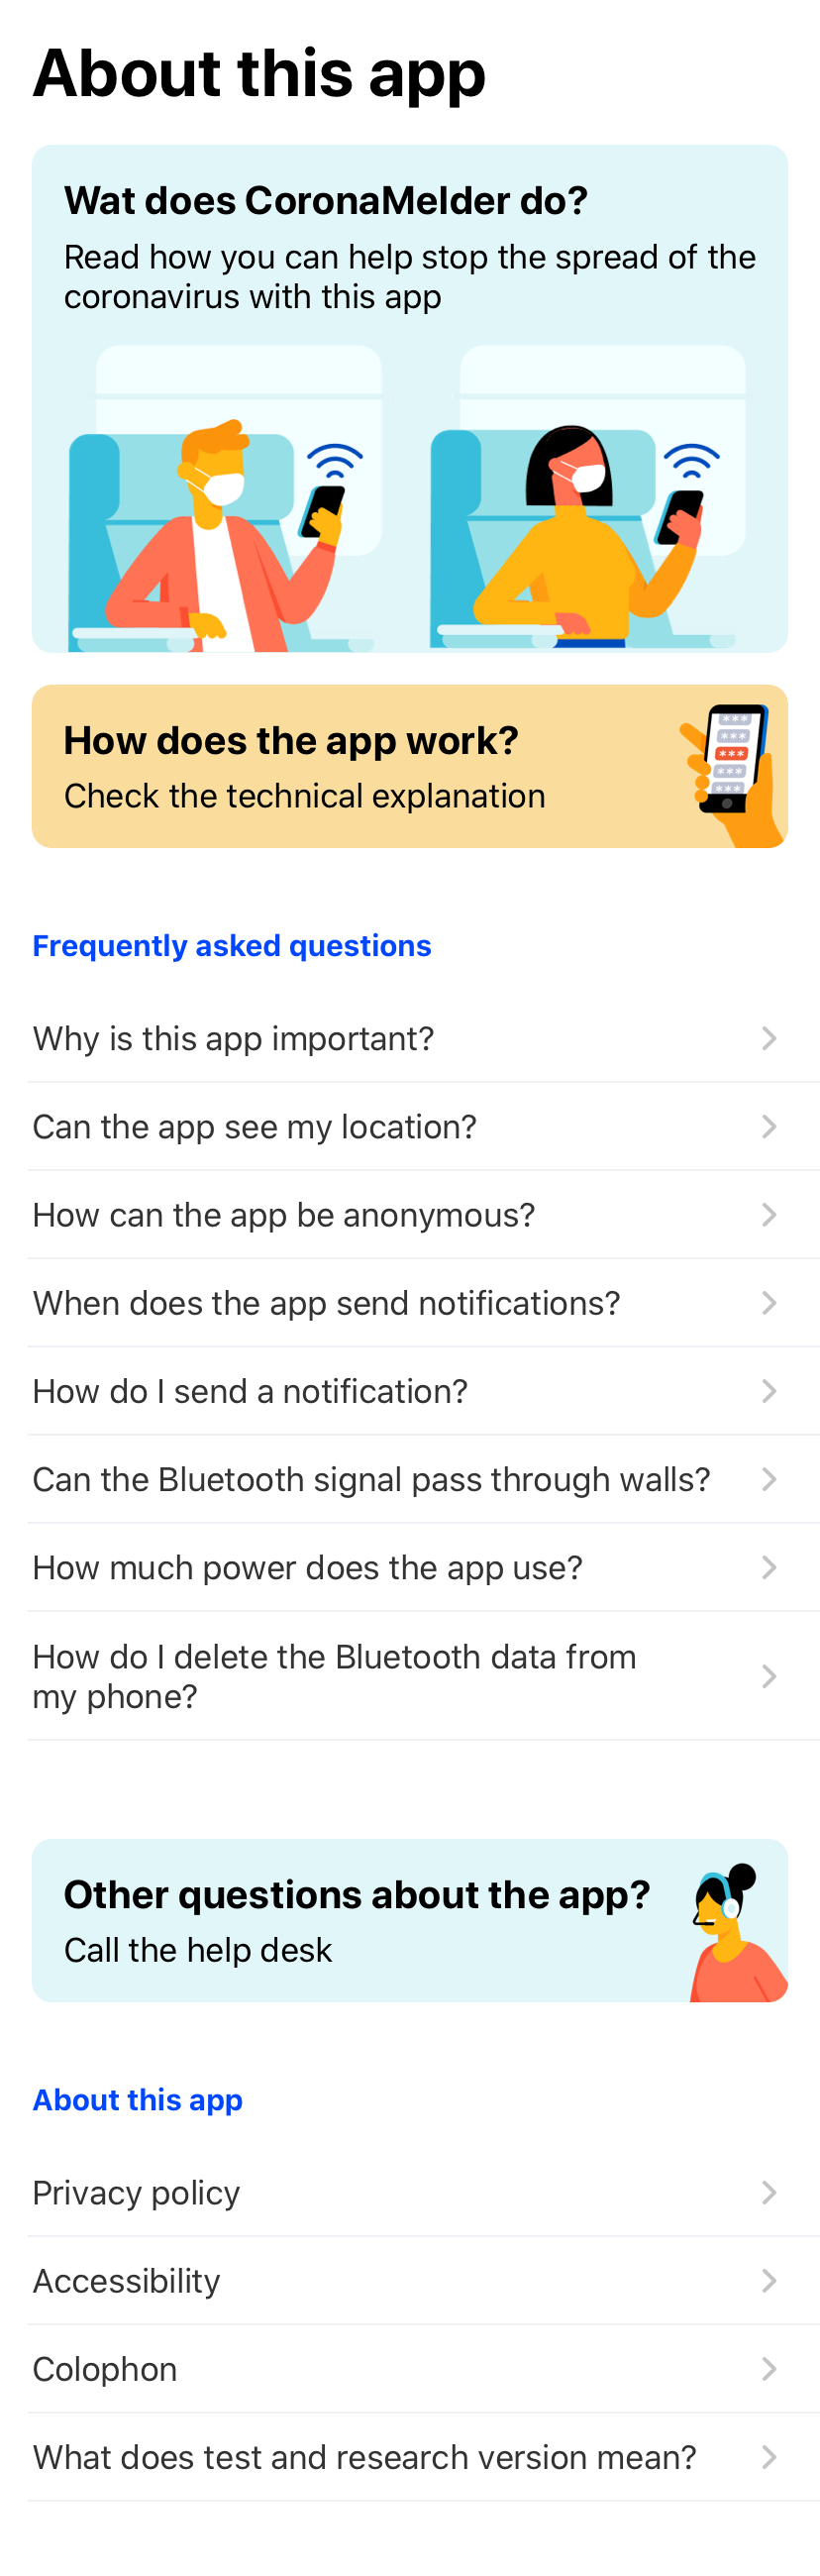 About this app
Wat does CoronaMelder do?
Read how you can help stop the spread of the
coronavirus with this app
How does the app work?
Check the technical explanation
***
***
***
***
***
Frequently asked questions
Why is this app important?
Can the app see my location?
How can the app be anonymous?
When does the app send notifications?
How do I send a notification?
Can the Bluetooth signal pass through walls?
How much power does the app use?
How do I delete the Bluetooth data from
my phone?
Other questions about the app?
Call the help desk
About this app
Privacy policy
Accessibility
Colophon
What does test and research version mean?